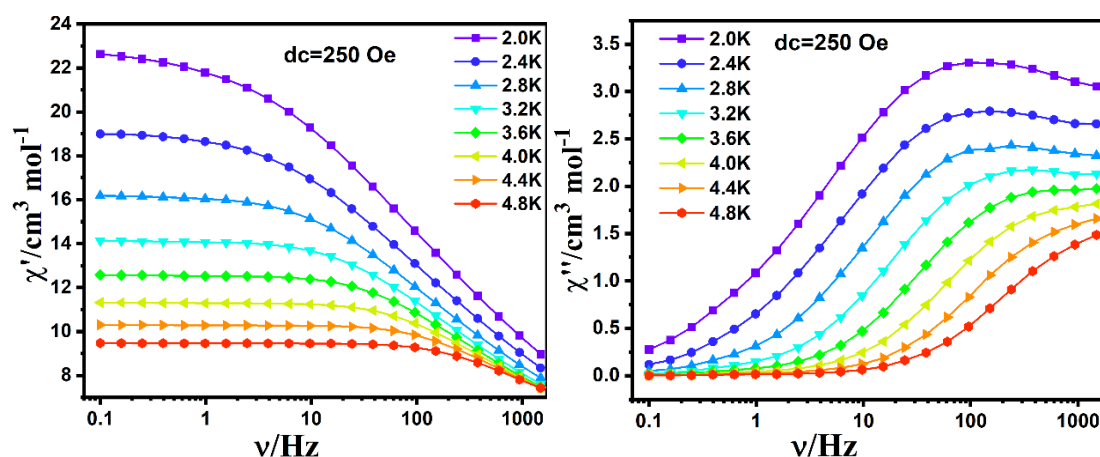 dc=250 Oe
2.0K
2.4K
2.8K
3.2K
3.6K
4.0K
4.4K
4.8K
24
22
20
18
16
14
12
10
8
χ'/cm³ mol⁻¹
0.1
1
10
100
1000
ν/Hz
dc=250 Oe
2.0K
2.4K
2.8K
3.2K
3.6K
4.0K
4.4K
4.8K
3.5
3.0
2.5
2.0
1.5
1.0
0.5
0.0
χ''/cm³ mol⁻¹
0.1
1
10
100
1000
ν/Hz